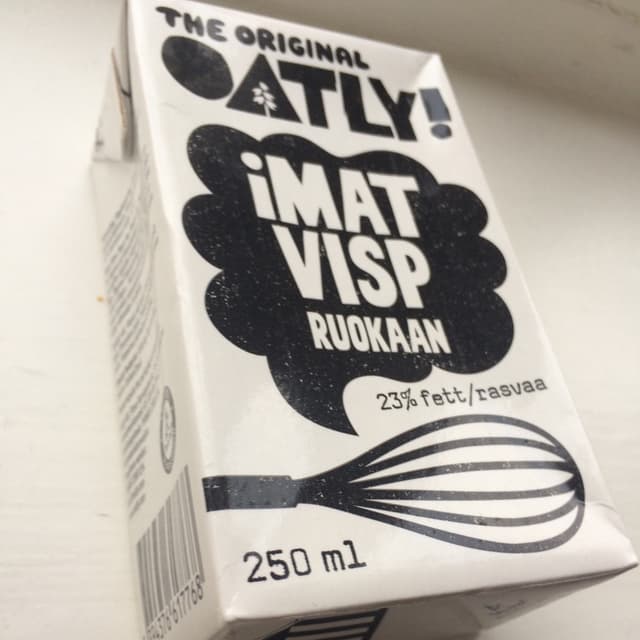 THE ORIGINAL
OATLY!
iMAT
VISP
RUOKAAN
23% fett/rasvaa
250 ml